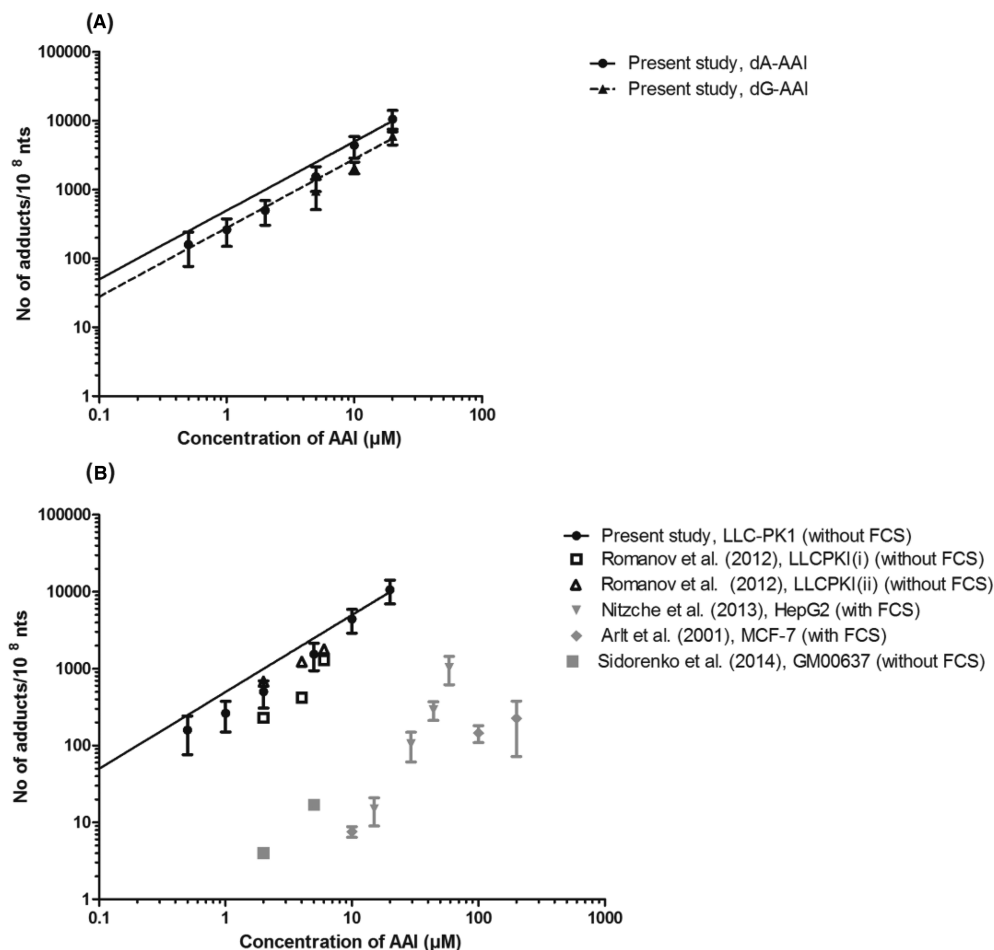 (A)
100000
10000
1000
100
10
1
0.1
1
10
100
No of adducts/10 8 nts
Concentration of AAI (µM)
Present study, dA-AAI
Present study, dG-AAI
(B)
100000
10000
1000
100
10
1
0.1
1
10
100
1000
No of adducts/10 8 nts
Concentration of AAI (µM)
Present study, LLC-PK1 (without FCS)
Romanov et al. (2012), LLCPKI(i) (without FCS)
Romanov et al. (2012), LLCPKI(ii) (without FCS)
Nitzche et al. (2013), HepG2 (with FCS)
Arlt et al. (2001), MCF-7 (with FCS)
Sidorenko et al. (2014), GM00637 (without FCS)